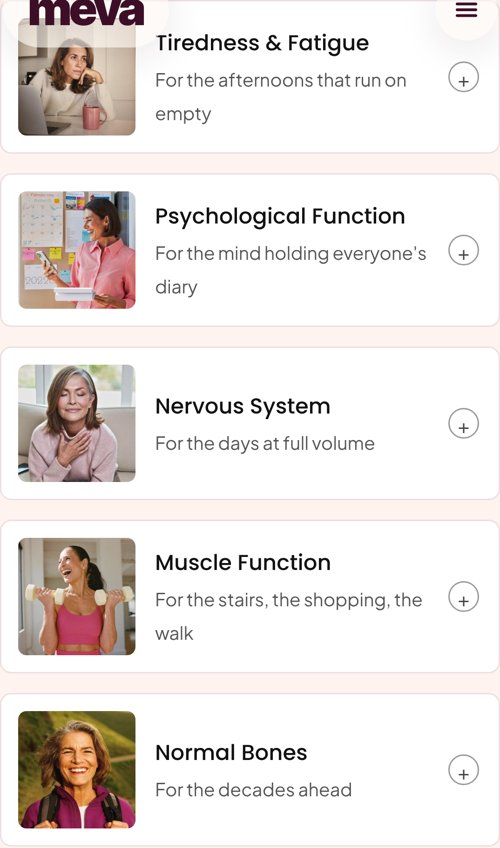 meva
Tiredness & Fatigue
For the afternoons that run on
empty
Psychological Function
For the mind holding everyone's
diary
Nervous System
For the days at full volume
Muscle Function
For the stairs, the shopping, the
walk
Normal Bones
For the decades ahead